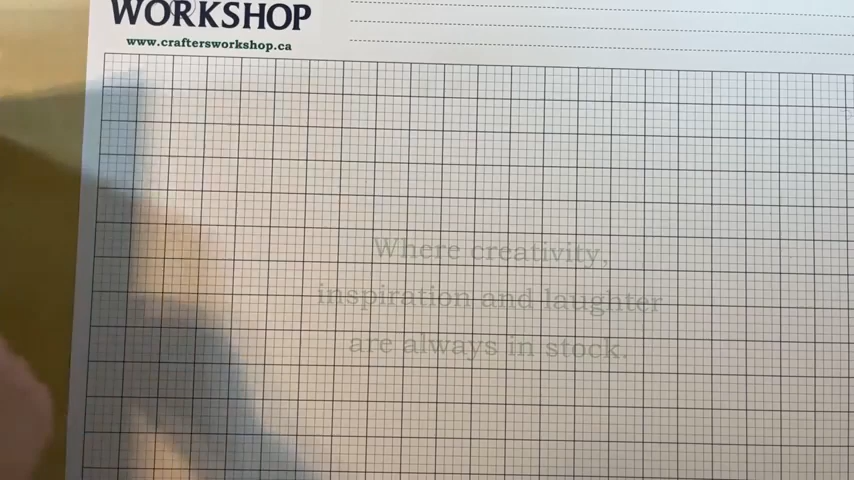 WORKSHOP
www.craftersworkshop.ca
Where creativity,
inspiration and laughter
are always in stock.